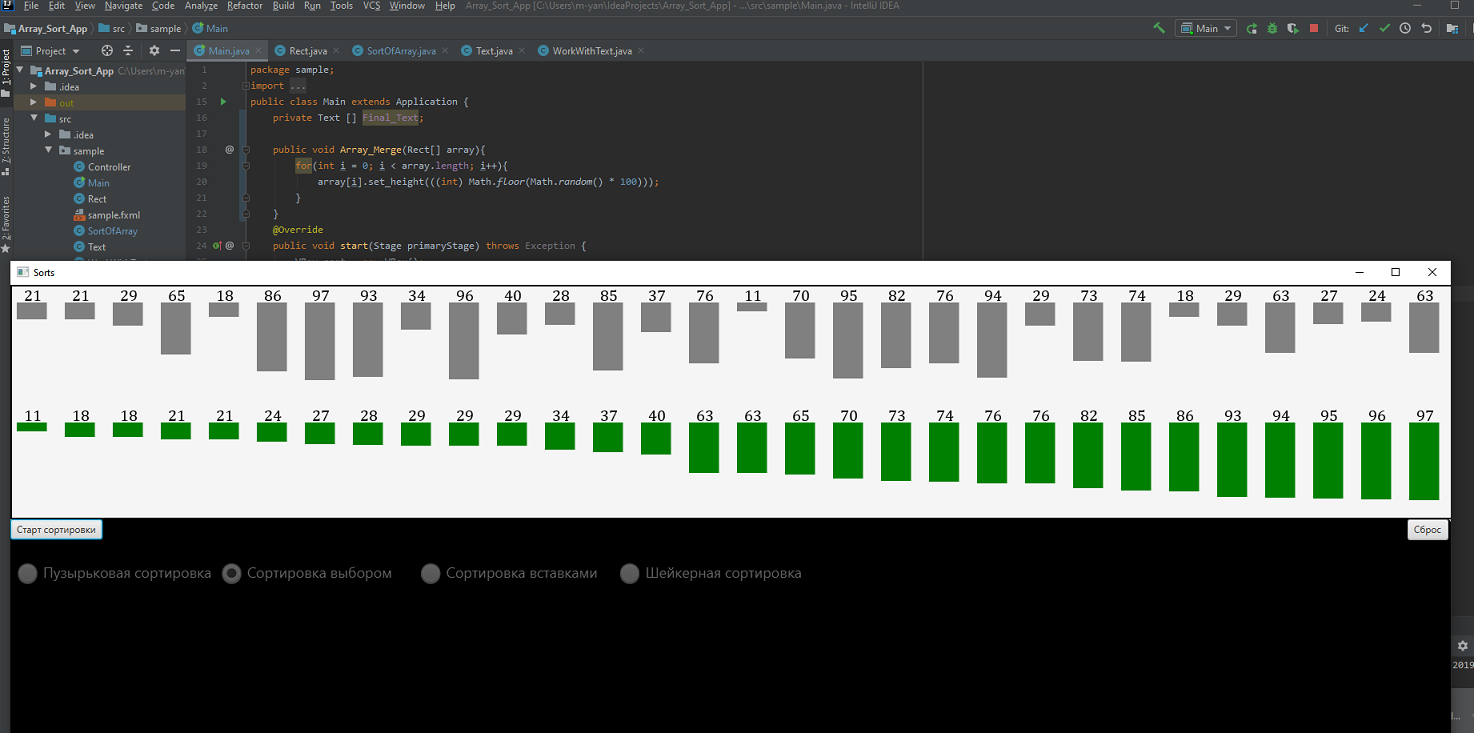 File Edit View Navigate Code Analyze Refactor Build Run Tools VCS Window Help Array_Sort_App [C:\Users\m-yan\IdeaProjects\Array_Sort_App] - ...\src\sample\Main.java - IntelliJ IDEA
Array_Sort_App src sample Main Main Git:
Project Main.java Rect.java SortOfArray.java Text.java WorkWithText.java
1: Project
7: Structure
2: Favorites
Array_Sort_App C:\Users\m-yan\
.idea
out
src
.idea
sample
Controller
Main
Rect
sample.fxml
SortOfArray
Text
1 package sample;
2 import ...
15 public class Main extends Application {
16 private Text [] Final_Text;
17
18 @ public void Array_Merge(Rect[] array){
19 for(int i = 0; i < array.length; i++){
20 array[i].set_height(((int) Math.floor(Math.random() * 100)));
21 }
22 }
23 @Override
24 @ public void start(Stage primaryStage) throws Exception {
Sorts
21 21 29 65 18 86 97 93 34 96 40 28 85 37 76 11 70 95 82 76 94 29 73 74 18 29 63 27 24 63
11 18 18 21 21 24 27 28 29 29 29 34 37 40 63 63 65 70 73 74 76 76 82 85 86 93 94 95 96 97
Старт сортировки Сброс
Пузырьковая сортировка Сортировка выбором Сортировка вставками Шейкерная сортировка
2019